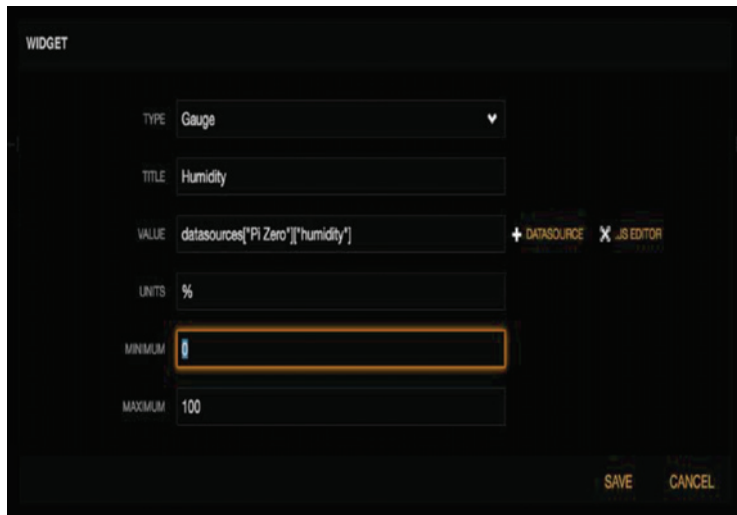 WIDGET
TYPE Gauge
TITLE Humidity
VALUE datasources["Pi Zero"]["humidity"] + DATASOURCE JS EDITOR
UNITS %
MINIMUM 0
MAXIMUM 100
SAVE CANCEL